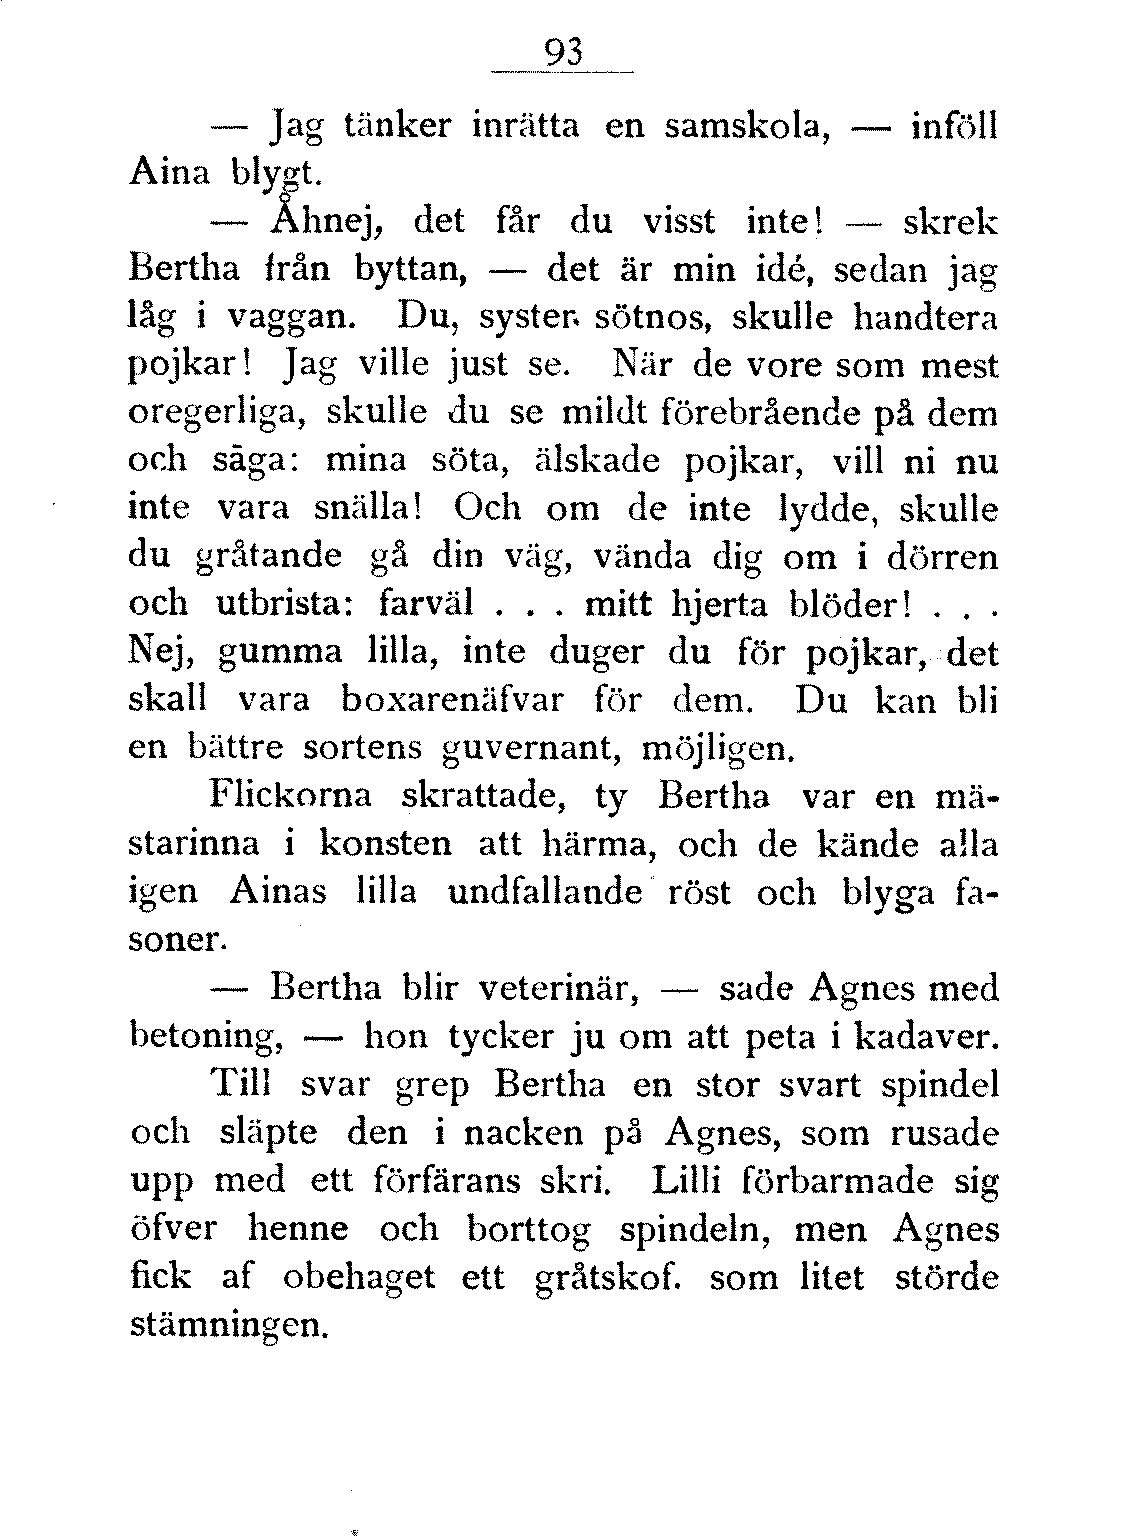 93
— Jag tänker inrätta en samskola, — inföll
Aina blygt.
— Åhnej, det får du visst inte! — skrek
Bertha från byttan, — det är min idé, sedan jag
låg i vaggan. Du, syster sötnos, skulle handtera
pojkar! Jag ville just se. När de vore som mest
oregerliga, skulle du se mildt förebrående på dem
och säga: mina söta, älskade pojkar, vill ni nu
inte vara snälla! Och om de inte lydde, skulle
du gråtande gå din väg, vända dig om i dörren
och utbrista: farväl . . . mitt hjerta blöder! . . .
Nej, gumma lilla, inte duger du för pojkar, det
skall vara boxarenäfvar för dem. Du kan bli
en bättre sortens guvernant, möjligen.
Flickorna skrattade, ty Bertha var en mä-
starinna i konsten att härma, och de kände alla
igen Ainas lilla undfallande röst och blyga fa-
soner.
— Bertha blir veterinär, — sade Agnes med
betoning, — hon tycker ju om att peta i kadaver.
Till svar grep Bertha en stor svart spindel
och släpte den i nacken på Agnes, som rusade
upp med ett förfärans skri. Lilli förbarmade sig
öfver henne och borttog spindeln, men Agnes
fick af obehaget ett gråtskof. som litet störde
stämningen.